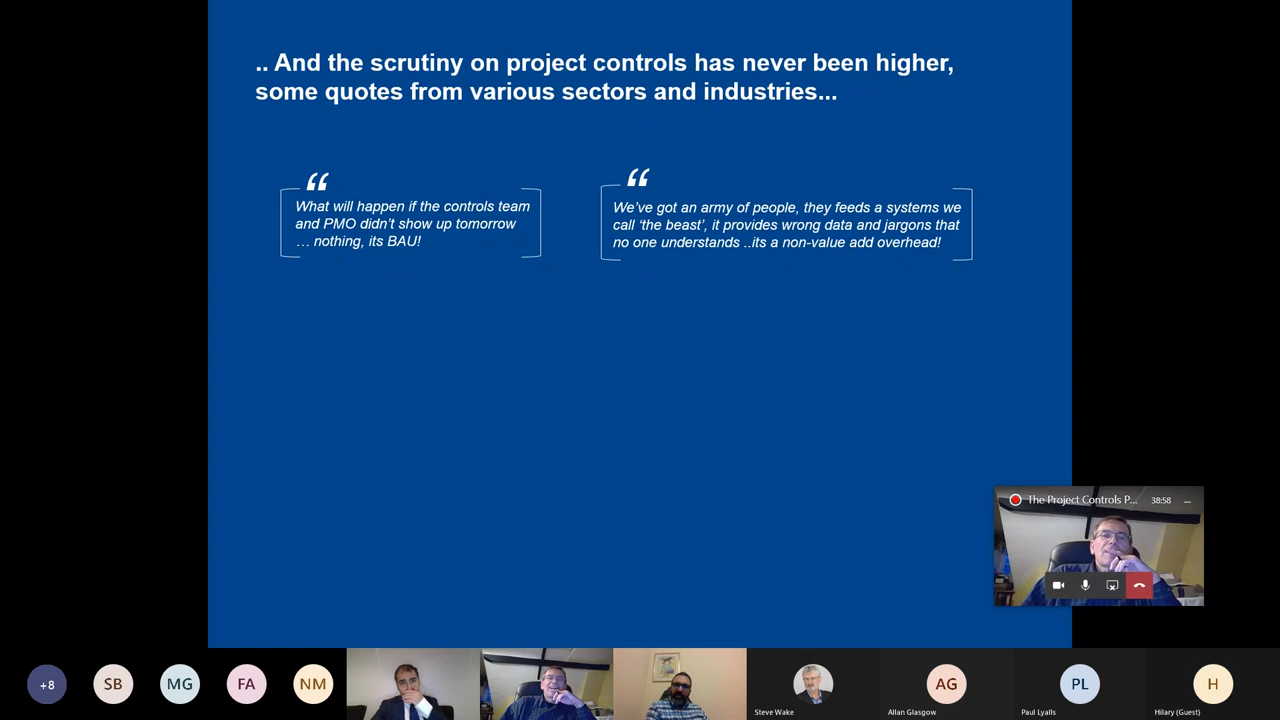 .. And the scrutiny on project controls has never been higher,
some quotes from various sectors and industries...
“
What will happen if the controls team
and PMO didn't show up tomorrow
… nothing, its BAU!
“
We've got an army of people, they feeds a systems we
call ‘the beast’, it provides wrong data and jargons that
no one understands ..its a non-value add overhead!
The Project Controls P... 38:58 ...
+8
SB
MG
FA
NM
Steve Wake
AG
Allan Glasgow
PL
Paul Lyalls
H
Hilary (Guest)